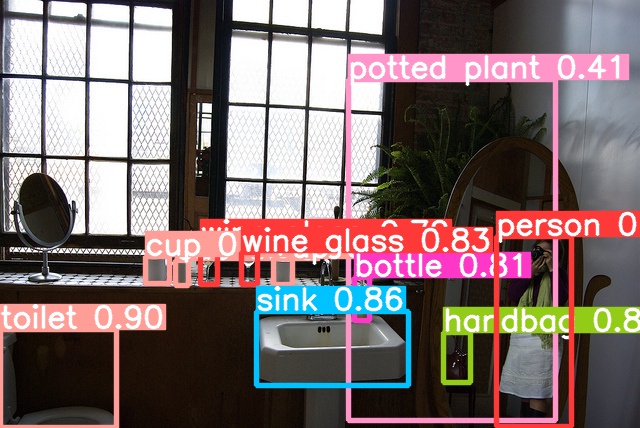 potted plant 0.41
person 0
cup 0
wine glass 0.83
bottle 0.81
sink 0.86
handbag 0.8
toilet 0.90